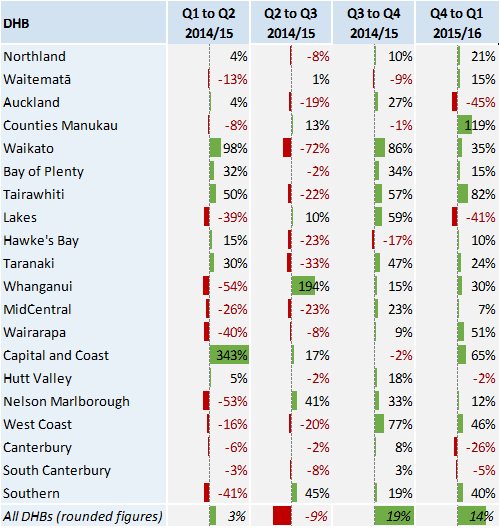 DHB Q1 to Q2 2014/15 Q2 to Q3 2014/15 Q3 to Q4 2014/15 Q4 to Q1 2015/16
Northland 4% -8% 10% 21%
Waitematā -13% 1% -9% 15%
Auckland 4% -19% 27% -45%
Counties Manukau -8% 13% -1% 119%
Waikato 98% -72% 86% 35%
Bay of Plenty 32% -2% 34% 15%
Tairawhiti 50% -22% 57% 82%
Lakes -39% 10% 59% -41%
Hawke's Bay 15% -23% -17% 10%
Taranaki 30% -33% 47% 24%
Whanganui -54% 194% 15% 30%
MidCentral -26% -23% 23% 7%
Wairarapa -40% -8% 9% 51%
Capital and Coast 343% 17% -2% 65%
Hutt Valley 5% -2% 18% -2%
Nelson Marlborough -53% 41% 33% 12%
West Coast -16% -20% 77% 46%
Canterbury -6% -2% 8% -26%
South Canterbury -3% -8% 3% -5%
Southern -41% 45% 19% 40%
All DHBs (rounded figures) 3% -9% 19% 14%